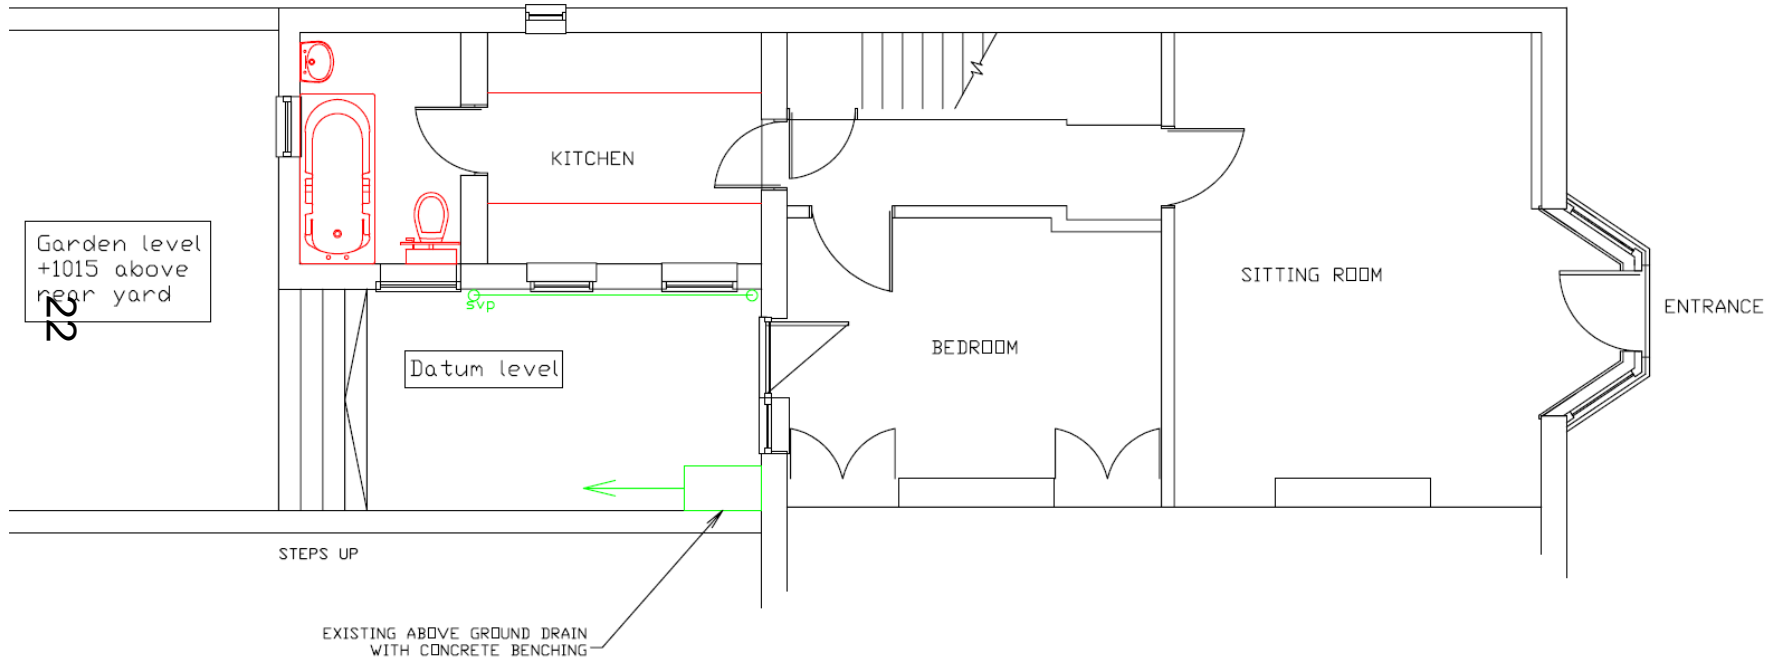 KITCHEN
Garden level
+1015 above
rear yard
22
SITTING ROOM
ENTRANCE
svp
BEDROOM
Datum level
STEPS UP
EXISTING ABOVE GROUND DRAIN
WITH CONCRETE BENCHING